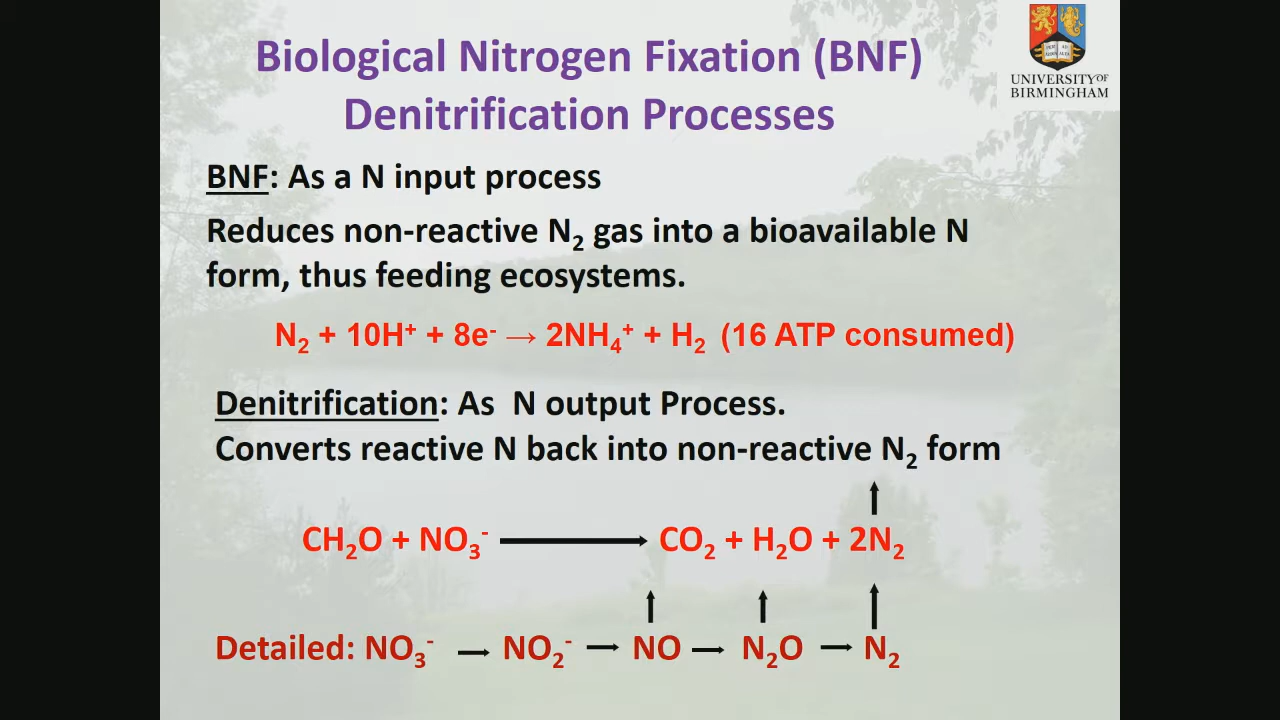 Biological Nitrogen Fixation (BNF)
Denitrification Processes
UNIVERSITY OF
BIRMINGHAM
BNF: As a N input process
Reduces non-reactive N₂ gas into a bioavailable N
form, thus feeding ecosystems.
N₂ + 10H⁺ + 8e⁻ → 2NH₄⁺ + H₂ (16 ATP consumed)
Denitrification: As N output Process.
Converts reactive N back into non-reactive N₂ form
CH₂O + NO₃⁻ → CO₂ + H₂O + 2N₂
Detailed: NO₃⁻ → NO₂⁻ → NO → N₂O → N₂